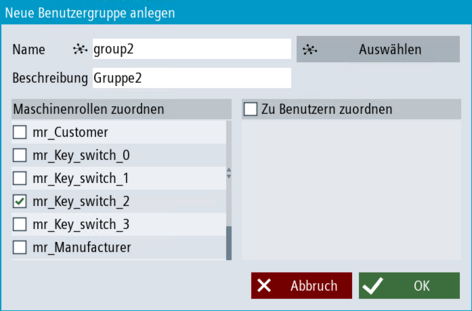 Neue Benutzergruppe anlegen
Name group2 Auswählen
Beschreibung Gruppe2
Maschinenrollen zuordnen Zu Benutzern zuordnen
mr_Customer
mr_Key_switch_0
mr_Key_switch_1
mr_Key_switch_2
mr_Key_switch_3
mr_Manufacturer
Abbruch OK